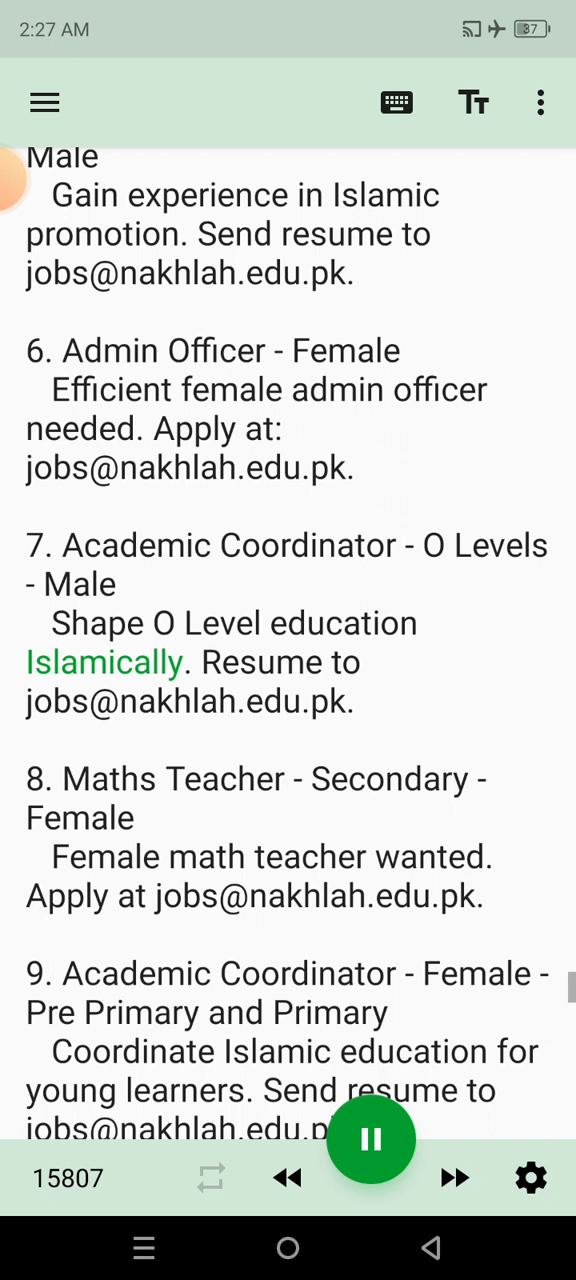 2:27 AM
37
Male
Gain experience in Islamic
promotion. Send resume to
jobs@nakhlah.edu.pk.
6. Admin Officer - Female
Efficient female admin officer
needed. Apply at:
jobs@nakhlah.edu.pk.
7. Academic Coordinator - O Levels
- Male
Shape O Level education
Islamically. Resume to
jobs@nakhlah.edu.pk.
8. Maths Teacher - Secondary -
Female
Female math teacher wanted.
Apply at jobs@nakhlah.edu.pk.
9. Academic Coordinator - Female -
Pre Primary and Primary
Coordinate Islamic education for
young learners. Send resume to
jobs@nakhlah.edu.p
15807